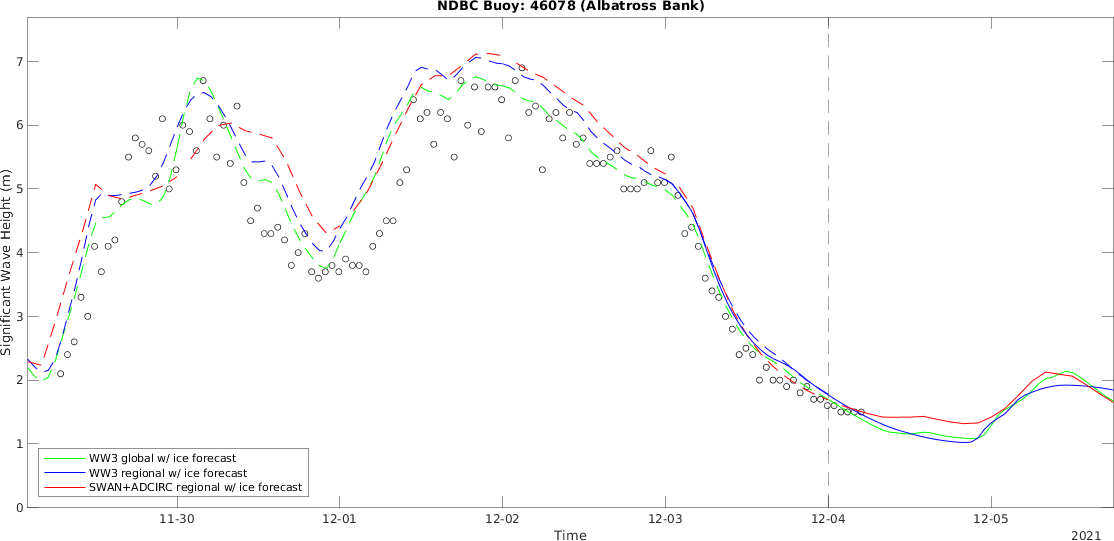 NDBC Buoy: 46078 (Albatross Bank)
7
6
5
4
3
2
1
0
Significant Wave Height (m)
WW3 global w/ ice forecast
WW3 regional w/ ice forecast
SWAN+ADCIRC regional w/ ice forecast
11-30
12-01
12-02
12-03
12-04
12-05
Time
2021